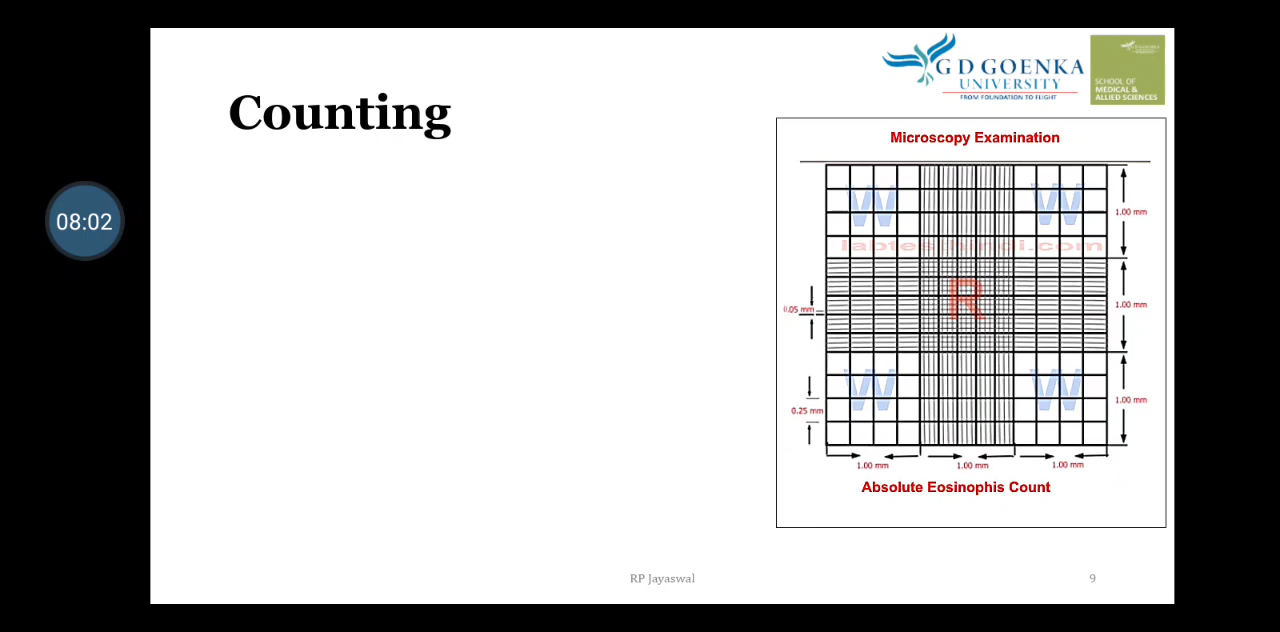 G D GOENKA
UNIVERSITY
FROM FOUNDATION TO FLIGHT
SCHOOL OF
MEDICAL &
ALLIED SCIENCES
Counting
Microscopy Examination
08:02
W W
1.00 mm
labtesthindi.com
R
0.05 mm
1.00 mm
W W
1.00 mm
0.25 mm
1.00 mm 1.00 mm 1.00 mm
Absolute Eosinophis Count
RP Jayaswal
9